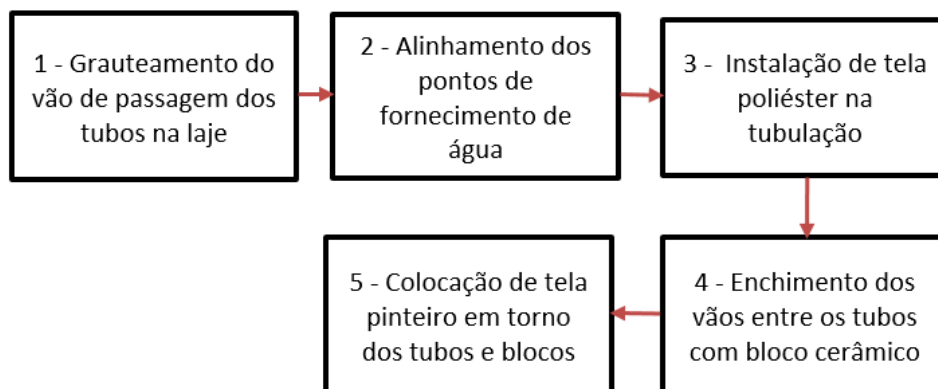 1 - Grauteamento do
vão de passagem dos
tubos na laje
2 - Alinhamento dos
pontos de
fornecimento de
água
3 -  Instalação de tela
poliéster na
tubulação
4 - Enchimento dos
vãos entre os tubos
com bloco cerâmico
5 - Colocação de tela
pinteiro em torno
dos tubos e blocos